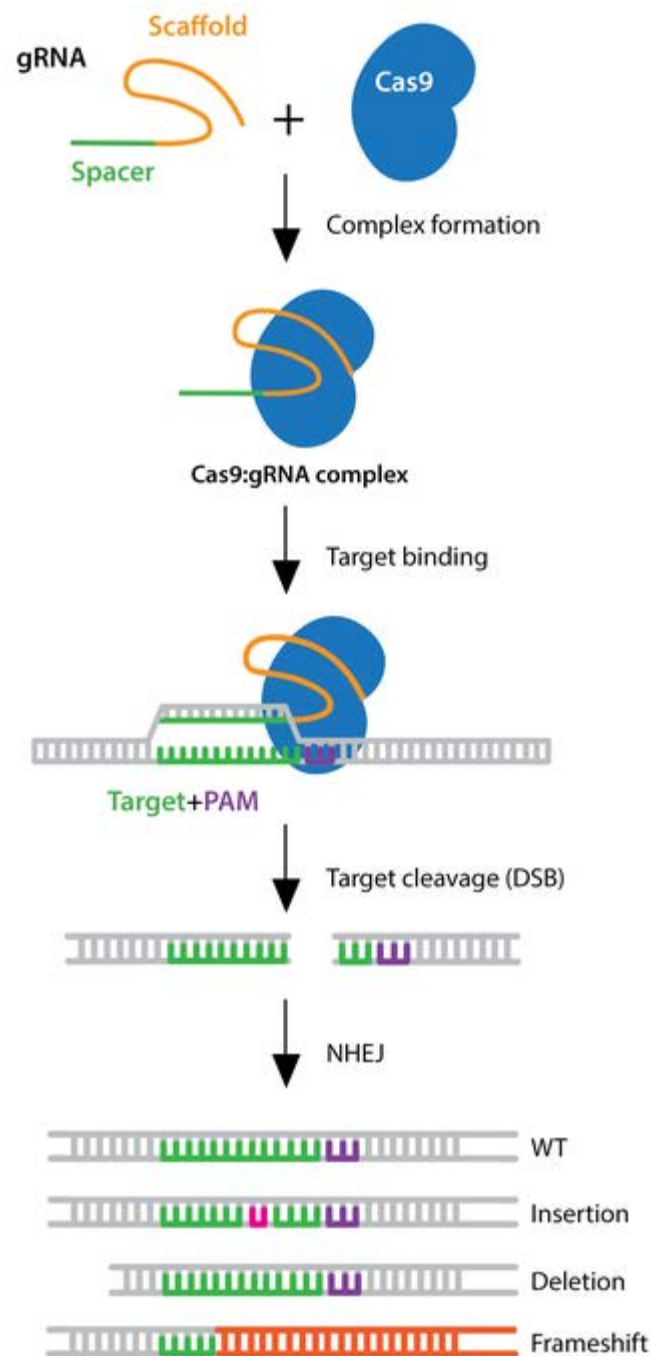 Scaffold
gRNA
Cas9
+
Spacer
Complex formation
Cas9:gRNA complex
Target binding
Target+PAM
Target cleavage (DSB)
NHEJ
WT
Insertion
Deletion
Frameshift